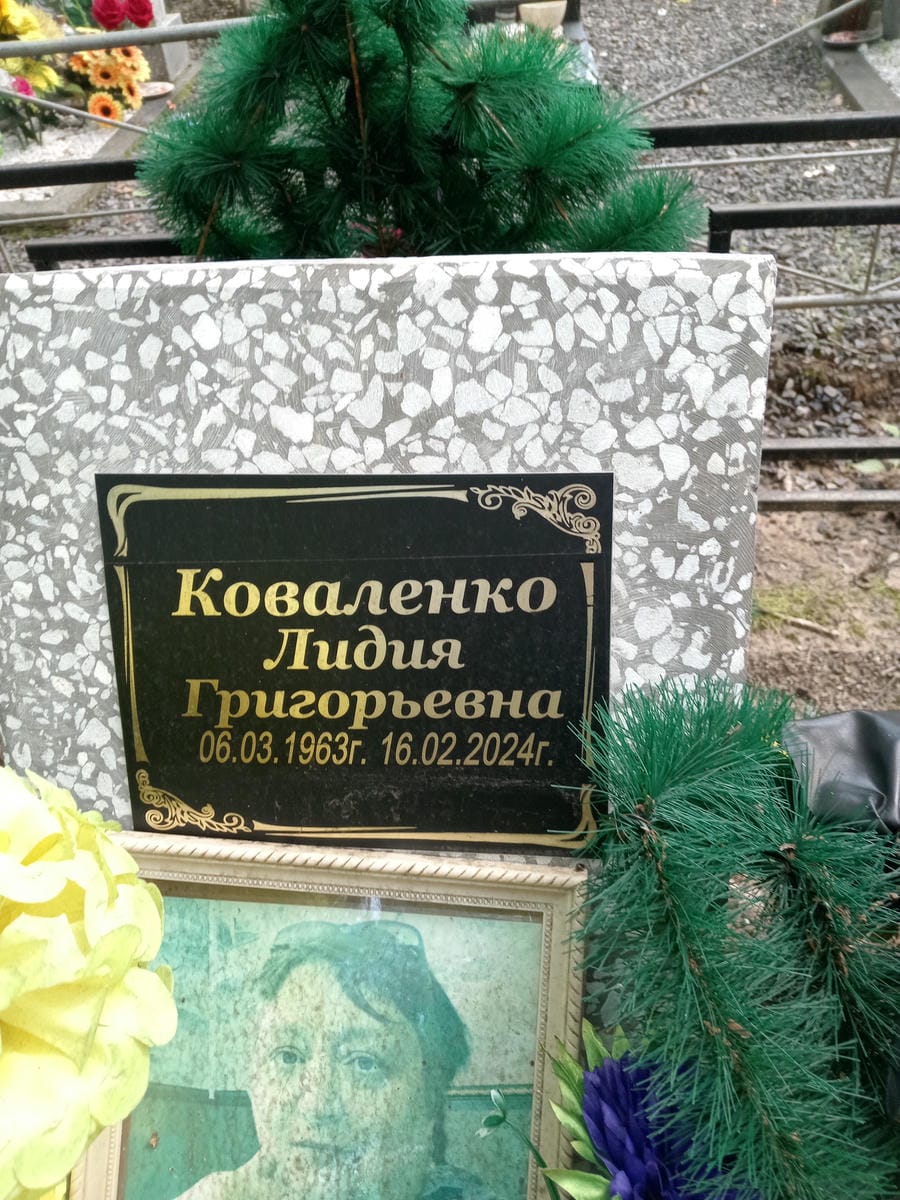 Коваленко
Лидия
Григорьевна
06.03.1963г. 16.02.2024г.